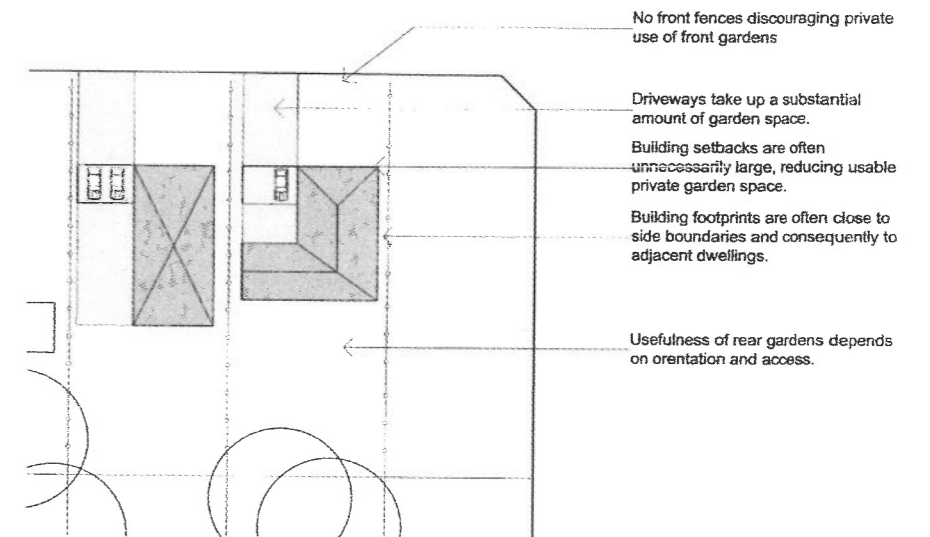 No front fences discouraging private
use of front gardens
Driveways take up a substantial
amount of garden space.
Building setbacks are often
unnecessarily large, reducing usable
private garden space.
Building footprints are often close to
side boundaries and consequently to
adjacent dwellings.
Usefulness of rear gardens depends
on orentation and access.